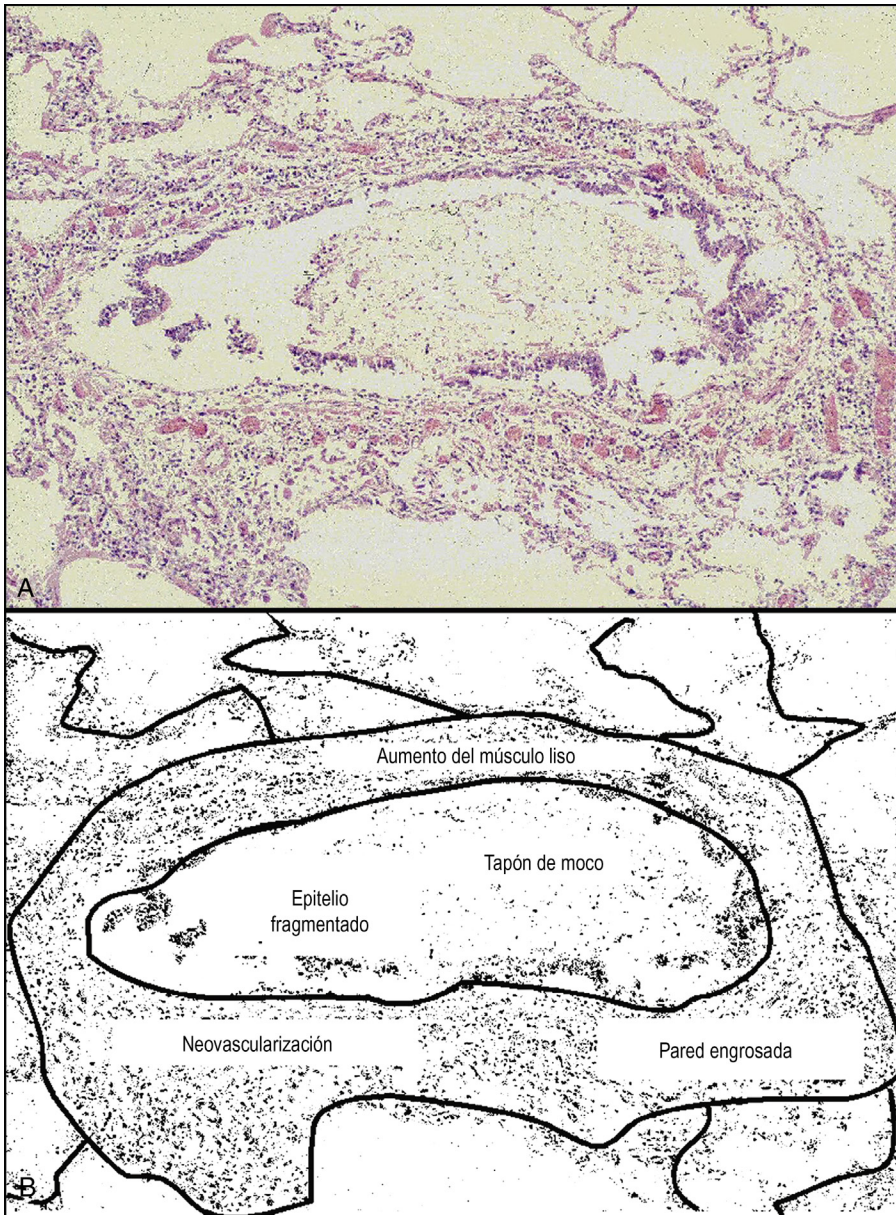 A
Aumento del músculo liso
Tapón de moco
Epitelio
fragmentado
Neovascularización
Pared engrosada
B